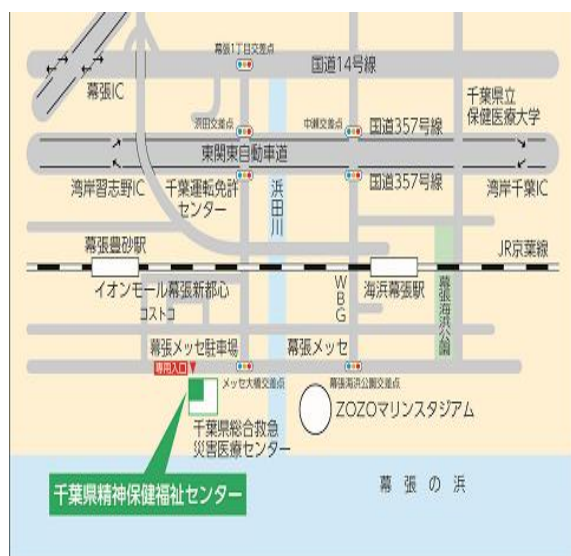 幕張1丁目交差点
国道14号線
幕張IC
千葉県立
保健医療大学
浜田交差点
中瀬交差点
国道357号線
東関東自動車道
湾岸習志野IC
千葉運転免許
センター
浜田川
国道357号線
湾岸千葉IC
幕張豊砂駅
JR京葉線
イオンモール幕張新都心
WBG
海浜幕張駅
幕張海浜公園
コストコ
幕張メッセ駐車場
幕張メッセ
専用入口
メッセ大橋交差点
幕張海浜公園交差点
ZOZOマリンスタジアム
千葉県総合救急
災害医療センター
千葉県精神保健福祉センター
幕張の浜